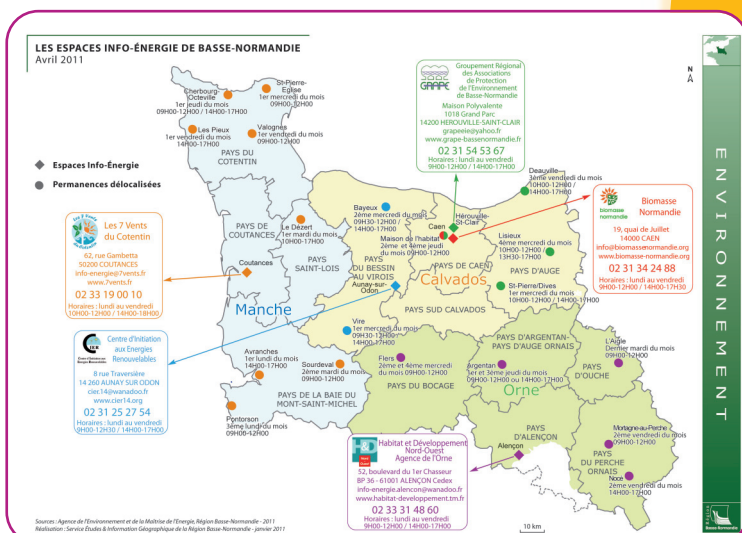 LES ESPACES INFO-ÉNERGIE DE BASSE-NORMANDIE
Avril 2011
Espaces Info-Énergie
Permanences délocalisées
Cherbourg-
Octeville
1er jeudi du mois
09H00-12H00 / 14H00-17H00
St-Pierre-
Eglise
1er mercredi du mois
09H00-12H00
Les Pieux
1er vendredi du mois
14H00-17H00
Valognes
1er vendredi du mois
09H00-12H00
PAYS DU
COTENTIN
Groupement Régional
des Associations
de Protection
de l'Environnement
de Basse-Normandie
GRAPE
Maison Polyvalente
1018 Grand Parc
14200 HEROUVILLE-SAINT-CLAIR
grapeeie@yahoo.fr
www.grape-bassenormandie.fr
02 31 54 53 67
Horaires : lundi au vendredi
9H00-12H00 / 14H00-17H00
N
Deauville
3ème vendredi du mois
10H00-12H00 /
14H00-17H00
biomasse
normandie
Biomasse
Normandie
19, quai de Juillet
14000 CAEN
info@biomassenormandie.org
www.biomasse-normandie.org
02 31 34 24 88
Horaires : lundi au vendredi
9H00-12H00 / 14H00-17H30
Les 7 Vents
du Cotentin
62, rue Gambetta
50200 COUTANCES
info-energie@7vents.fr
www.7vents.fr
02 33 19 00 10
Horaires : lundi au vendredi
10H00-12H00 / 14H00-18H00
PAYS DE
COUTANCES
Coutances
Le Dézert
1er mardi du mois
10H00-17H00
PAYS
SAINT-LOIS
Bayeux
2ème mercredi du mois
09H30-12H00
14H00-17H00
Caen
Maison de l'habitat
2ème et 4ème jeudi
du mois 09H00-12H00
Hérouville-
St-Clair
Lisieux
4ème mercredi du mois
10H00-12H00 /
13H30-17H00
PAYS
DU BESSIN
AU VIROIS
Aunay-sur-
Odon
PAYS DE CAEN
PAYS D'AUGE
Calvados
St-Pierre/Dives
1er mercredi du mois
10H00-12H00 / 14H00-17H00
PAYS SUD CALVADOS
Manche
Centre d'Initiation
aux Energies
Renouvelables
8 rue Traversière
14 260 AUNAY SUR ODON
cier.14@wanadoo.fr
www.cier14.org
02 31 25 27 54
Horaires : lundi au vendredi
9H00-12H30 / 14H00-17H00
Vire
1er mercredi du mois
09H30-12H00
14H00-17H00
Avranches
1er lundi du mois
14H00-17H00
Sourdeval
2ème mardi du mois
09H00-12H00
PAYS DE LA BAIE DU
MONT-SAINT-MICHEL
Pontorson
3ème lundi du mois
09H00-12H00
Flers
2ème et 4ème mercredi
du mois 09H00-12H00
PAYS DU BOCAGE
PAYS D'ARGENTAN-
PAYS D'AUGE ORNAIS
Argentan
1er et 3ème jeudi du mois
09H00-12H00 ou 14H00-17H00
Orne
L'Aigle
Dernier mardi du mois
09H00-12H00
PAYS
D'OUCHE
PAYS
D'ALENÇON
Alençon
Mortagne-au-Perche
2ème vendredi du mois
09H00-12H00
PAYS
DU PERCHE
ORNAIS
Nocé
2ème vendredi du mois
14H00-17H00
H&D
Habitat et Développement
Nord-Ouest
Agence de l'Orne
52, boulevard du 1er Chasseur
BP 36 - 61001 ALENÇON Cedex
info-energie.alencon@wanadoo.fr
www.habitat-developpement.tm.fr
02 33 31 48 60
Horaires : lundi au vendredi
9H00-12H00 / 14H00-17H00
10 km
Sources : Agence de l'Environnement et de la Maîtrise de l'Energie, Région Basse-Normandie - 2011
Réalisation : Service Études & Information Géographique de la Région Basse-Normandie - janvier 2011
ENVIRONNEMENT
Région
Basse-Normandie